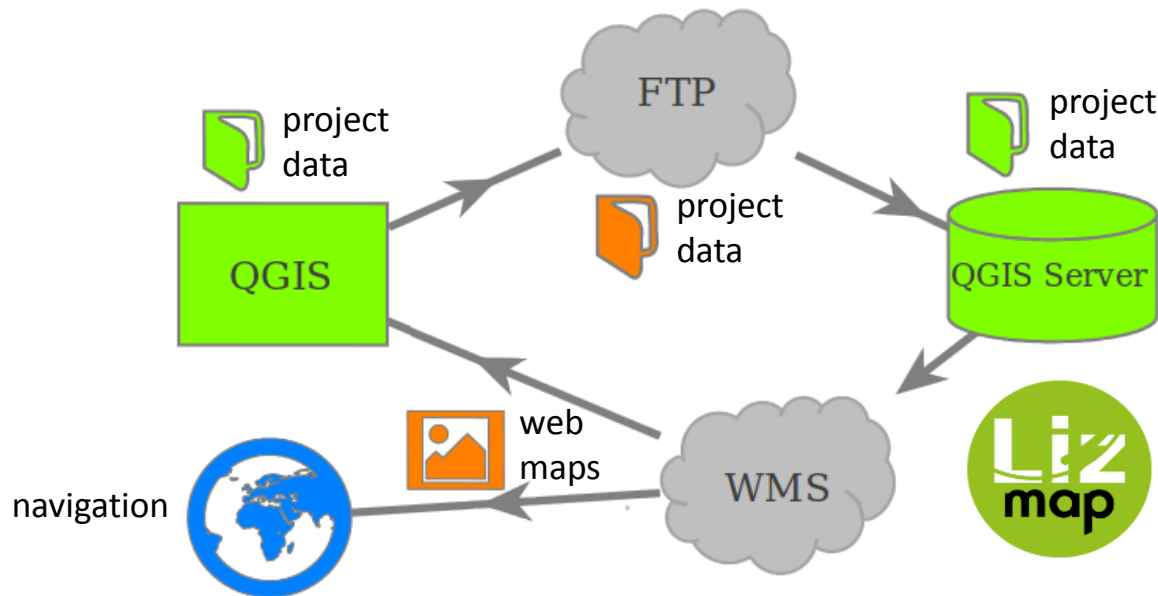 FTP
project
data
project
data
project
data
QGIS
QGIS Server
web
maps
WMS
navigation
Liz
map